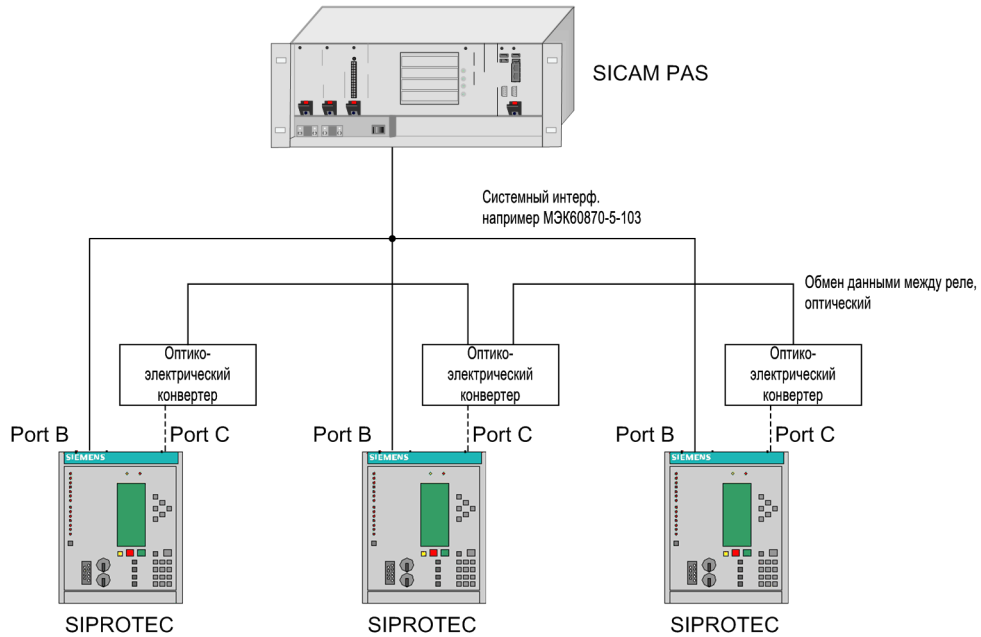 SICAM PAS
Системный интерф.
например МЭК60870-5-103
Обмен данными между реле,
оптический
Оптико-
электрический
конвертер
Оптико-
электрический
конвертер
Оптико-
электрический
конвертер
Port B
Port C
Port B
Port C
Port B
Port C
SIEMENS
SIEMENS
SIEMENS
SIPROTEC
SIPROTEC
SIPROTEC